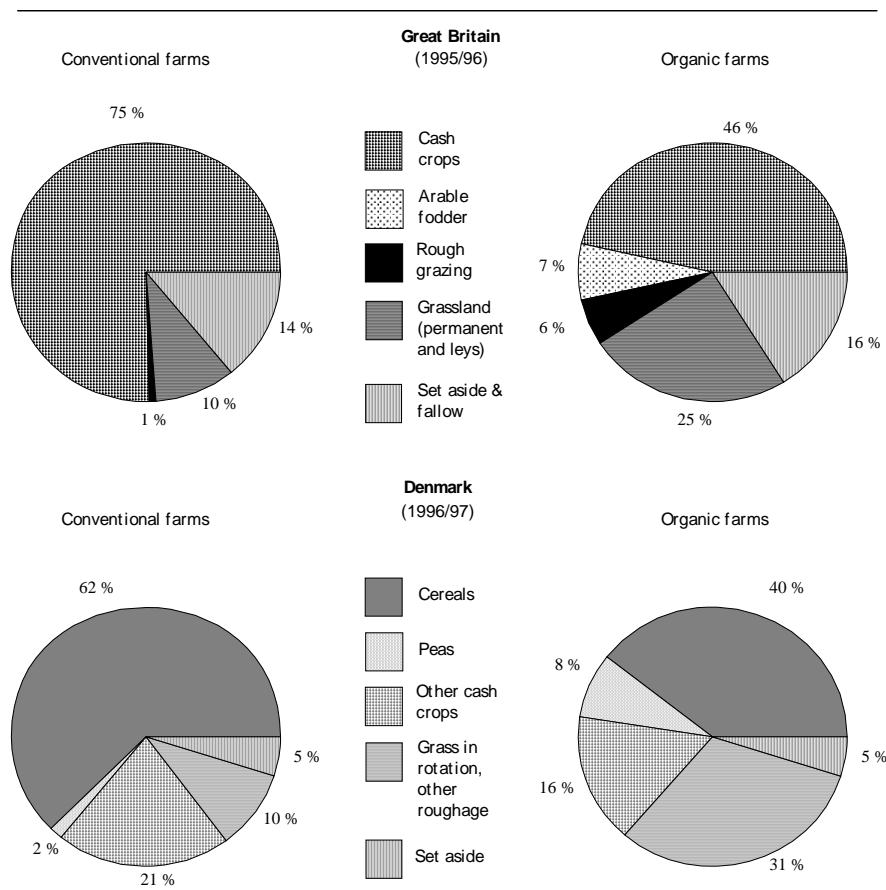 Great Britain
(1995/96)
Conventional farms
Organic farms
75 %
14 %
10 %
1 %
Cash
crops
Arable
fodder
Rough
grazing
Grassland
(permanent
and leys)
Set aside &
fallow
46 %
7 %
6 %
25 %
16 %
Denmark
(1996/97)
Conventional farms
Organic farms
62 %
5 %
10 %
21 %
2 %
Cereals
Peas
Other cash
crops
Grass in
rotation,
other
roughage
Set aside
40 %
8 %
16 %
31 %
5 %